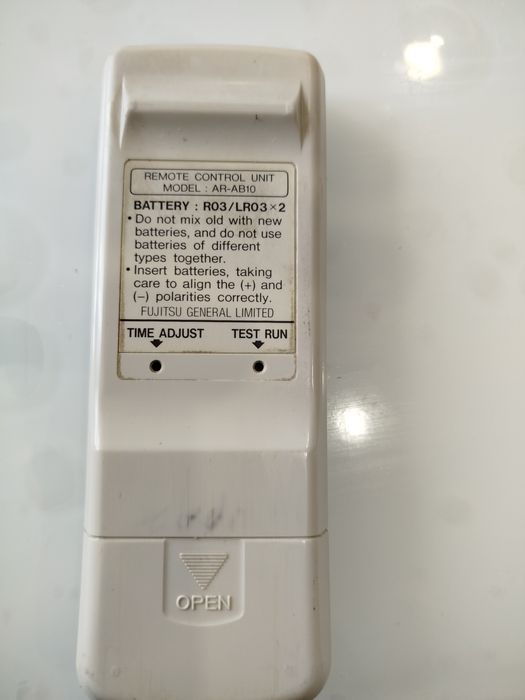 REMOTE CONTROL UNIT
MODEL : AR-AB10
BATTERY : R03/LR03×2
• Do not mix old with new
batteries, and do not use
batteries of different
types together.
• Insert batteries, taking
care to align the (+) and
(−) polarities correctly.
FUJITSU GENERAL LIMITED
TIME ADJUST TEST RUN
OPEN